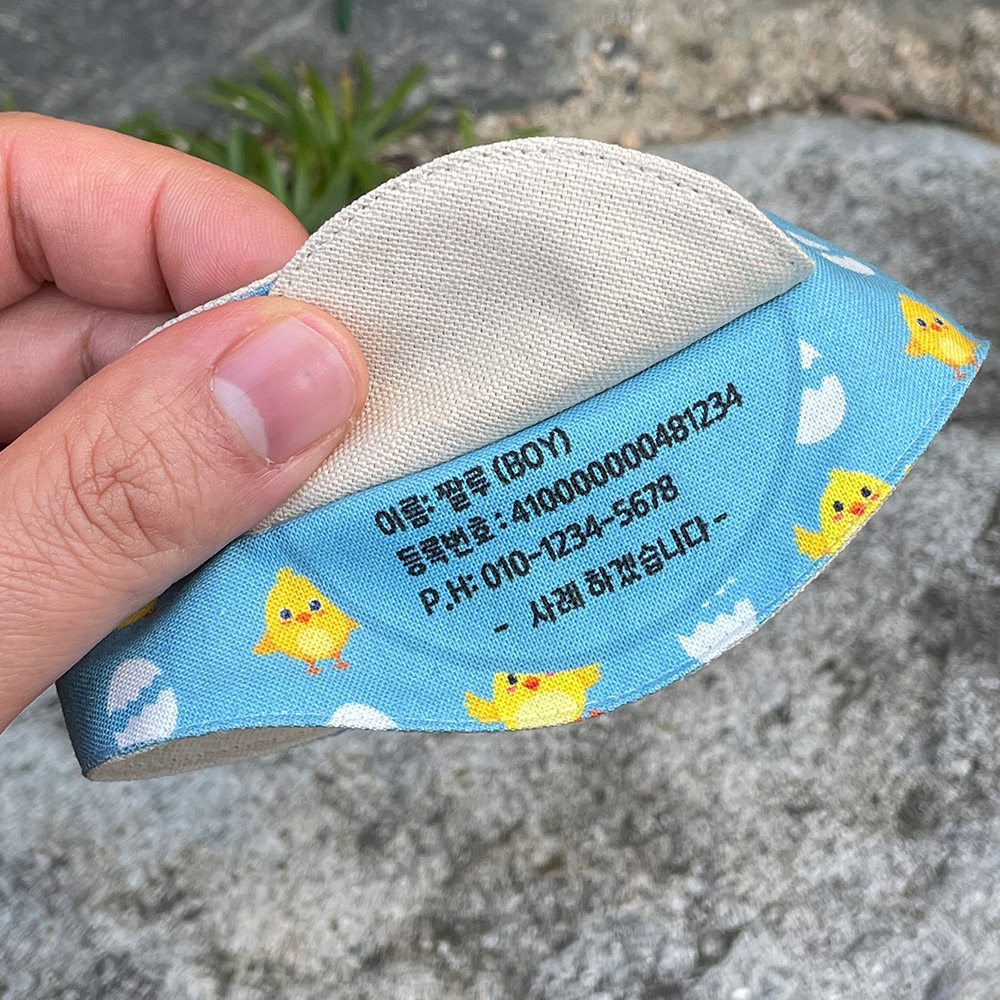 이름: 짤루 (BOY)
등록번호 : 410000000481234
P.H: 010-1234-5678
- 사례 하겠습니다 -